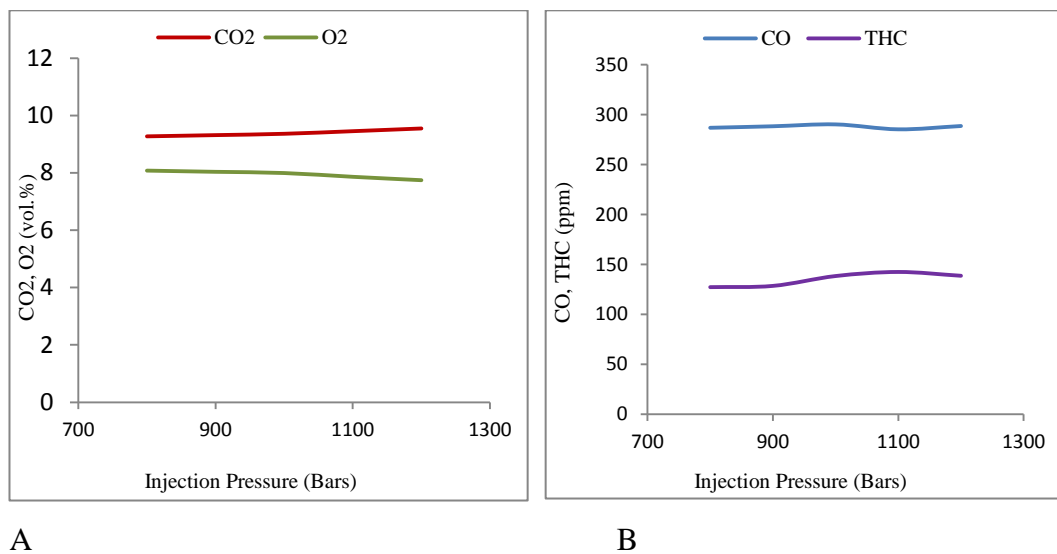 CO2 O2
CO2, O2 (vol.%)
12
10
8
6
4
2
0
700 900 1100 1300
Injection Pressure (Bars)
A
CO THC
CO, THC (ppm)
350
300
250
200
150
100
50
0
700 900 1100 1300
Injection Pressure (Bars)
B